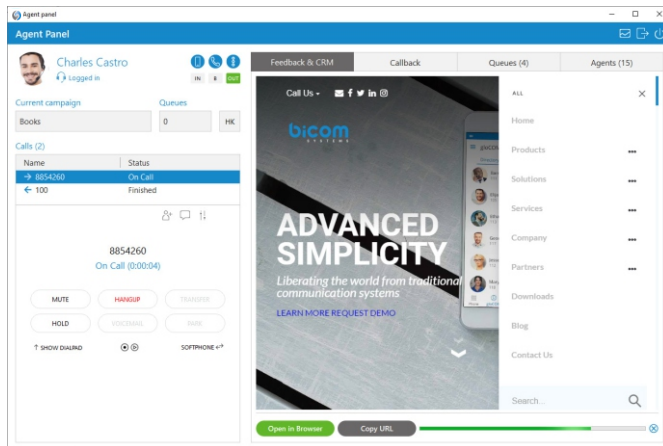 Agent panel
Agent Panel
Charles Castro
Logged in
IN
OUT
Current campaign
Queues
Books
0
HK
Calls (2)
Name
Status
→ 8854260
On Call
← 100
Finished
8854260
On Call (0:00:04)
MUTE
HANGUP
TRANSFER
HOLD
VOICEMAIL
PARK
↑ SHOW DIALPAD
SOFTPHONE
Feedback & CRM
Callback
Queues (4)
Agents (15)
Call Us
bicom
SYSTEMS
ADVANCED
SIMPLICITY
Liberating the world from traditional
communication systems
LEARN MORE REQUEST DEMO
ALL
Home
Products
Solutions
Services
Company
Partners
Downloads
Blog
Contact Us
Search...
Open in Browser
Copy URL